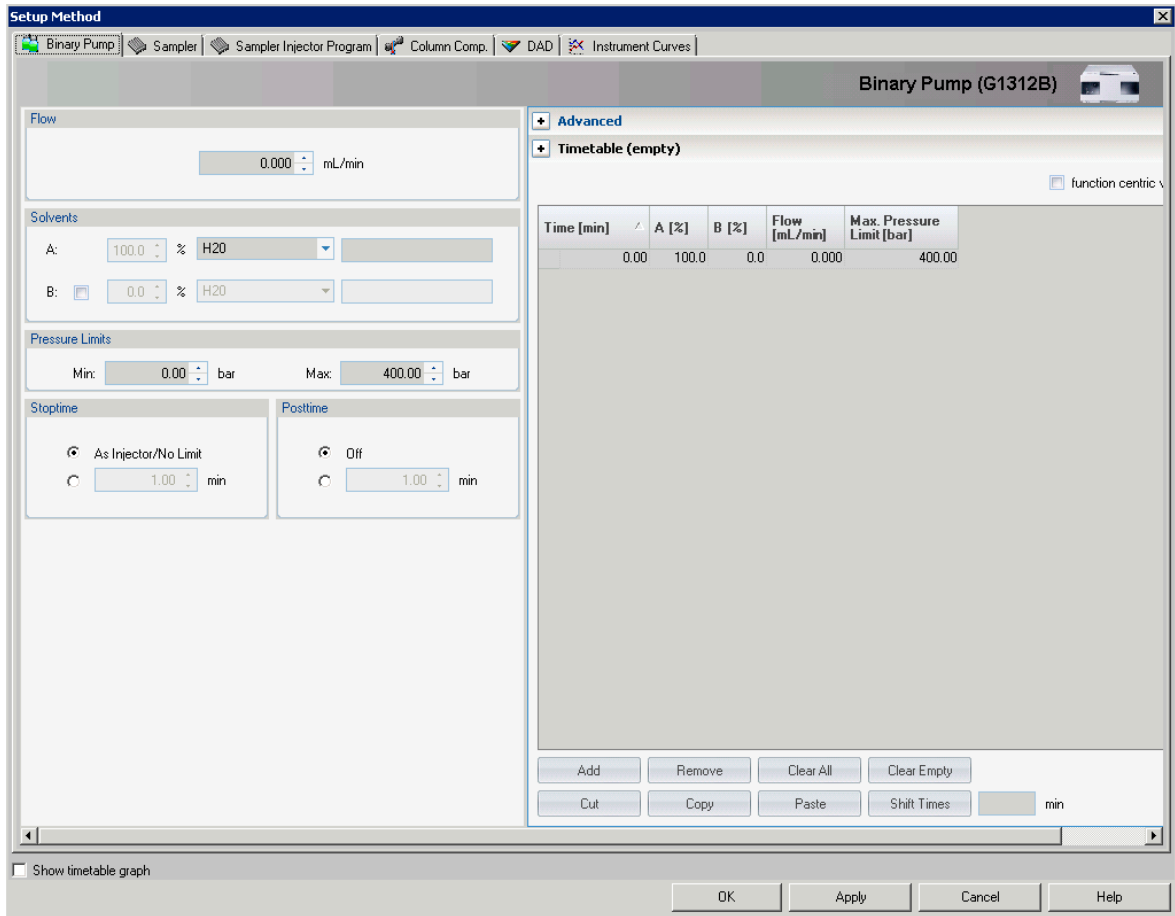 Setup Method
Binary Pump Sampler Sampler Injector Program Column Comp. DAD Instrument Curves
Binary Pump (G1312B)
Flow
0.000 mL/min
Solvents
A: 100.0 % H20
B: 0.0 % H20
Pressure Limits
Min: 0.00 bar Max: 400.00 bar
Stoptime
As Injector/No Limit
1.00 min
Posttime
Off
1.00 min
Advanced
Timetable (empty)
function centric v
Time [min] A [%] B [%] Flow [mL/min] Max. Pressure Limit [bar]
0.00 100.0 0.0 0.000 400.00
Add Remove Clear All Clear Empty
Cut Copy Paste Shift Times min
Show timetable graph
OK Apply Cancel Help